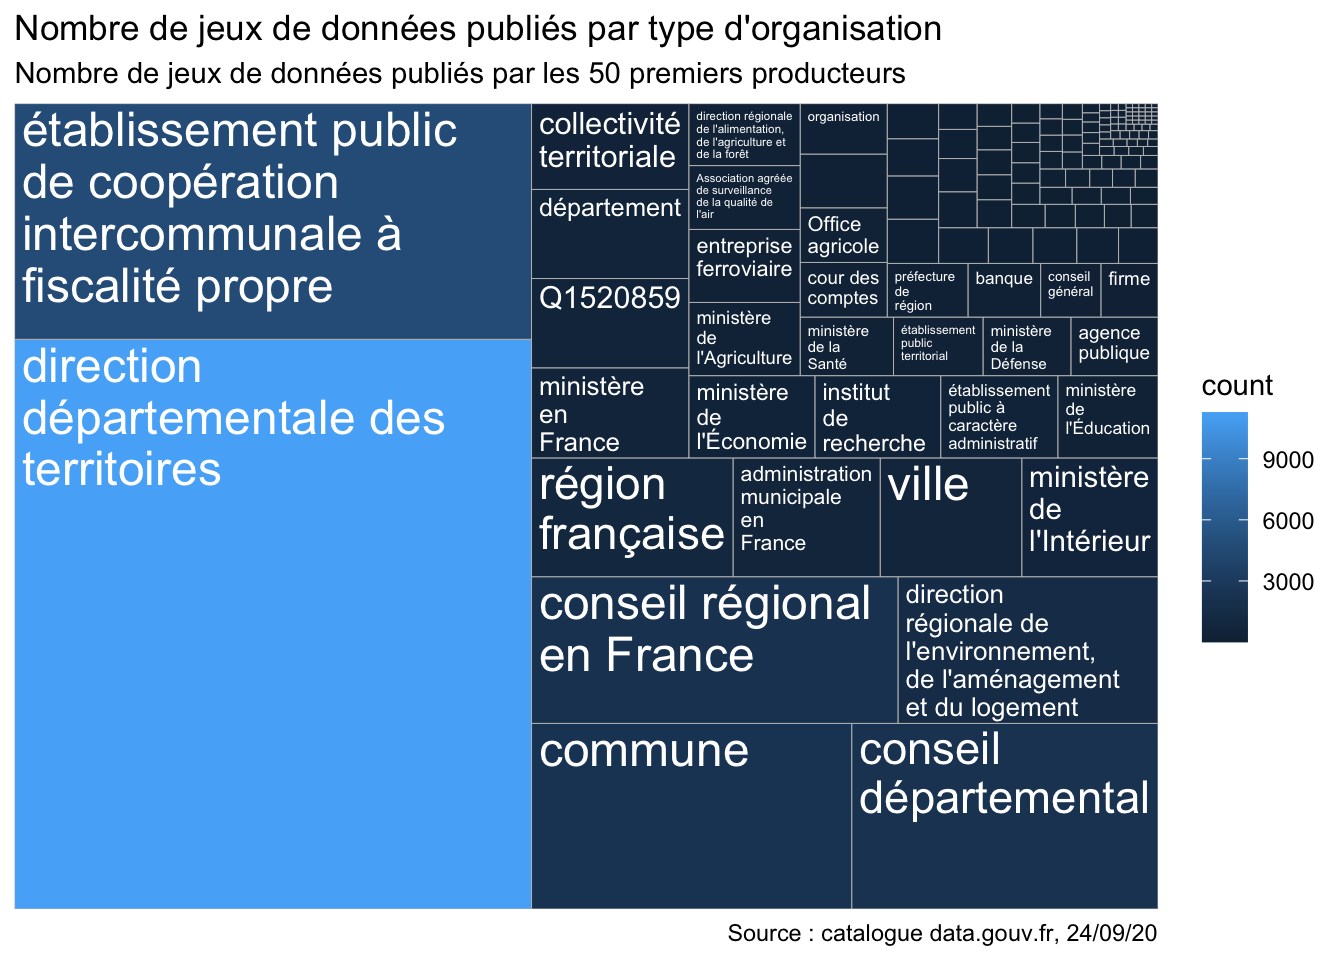 Nombre de jeux de données publiés par type d'organisation
Nombre de jeux de données publiés par les 50 premiers producteurs
établissement public
de coopération
intercommunale à
fiscalité propre
direction
départementale des
territoires
collectivité
territoriale
département
Q1520859
ministère
en
France
direction régionale
de l'alimentation,
de l'agriculture et
de la forêt
Association agréée
de surveillance
de la qualité de
l'air
entreprise
ferroviaire
ministère
de
l'Agriculture
organisation
Office
agricole
cour des
comptes
préfecture
de
région
banque
conseil
général
firme
ministère
de la
Santé
établissement
public
territorial
ministère
de la
Défense
agence
publique
ministère
de
l'Économie
institut
de
recherche
établissement
public à
caractère
administratif
ministère
de
l'Éducation
région
française
administration
municipale
en
France
ville
ministère
de
l'Intérieur
conseil régional
en France
direction
régionale de
l'environnement,
de l'aménagement
et du logement
commune
conseil
départemental
count
9000
6000
3000
Source : catalogue data.gouv.fr, 24/09/20